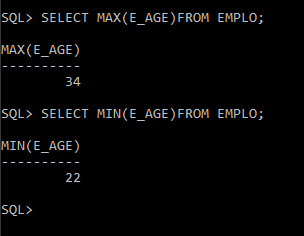 SQL> SELECT MAX(E_AGE)FROM EMPLO;
MAX(E_AGE)
----------
34
SQL> SELECT MIN(E_AGE)FROM EMPLO;
MIN(E_AGE)
----------
22
SQL>